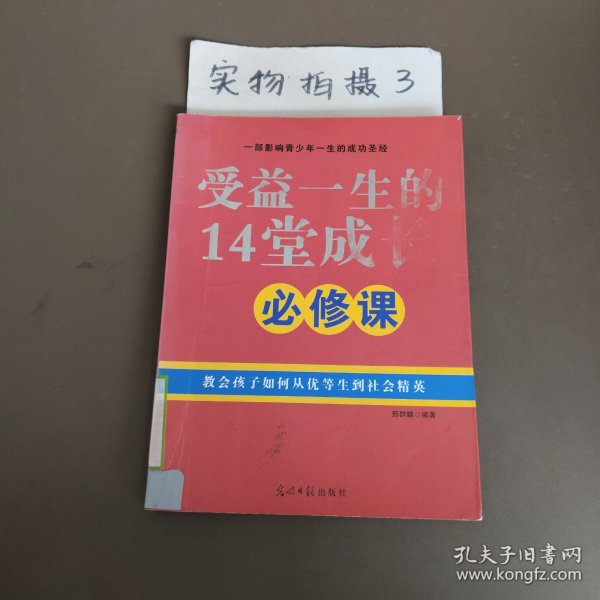 实物拍摄3
一部影响青少年一生的成功圣经
受益一生的
14堂成长
必修课
教会孩子如何从优等生到社会精英
邢群麟○编著
光明日报出版社
孔夫子旧书网
www.kongfz.com